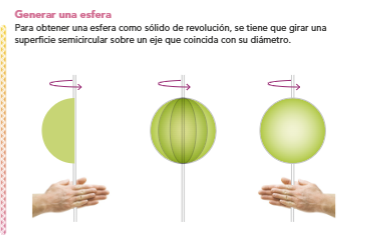 Generar una esfera
Para obtener una esfera como sólido de revolución, se tiene que girar una
superficie semicircular sobre un eje que coincida con su diámetro.